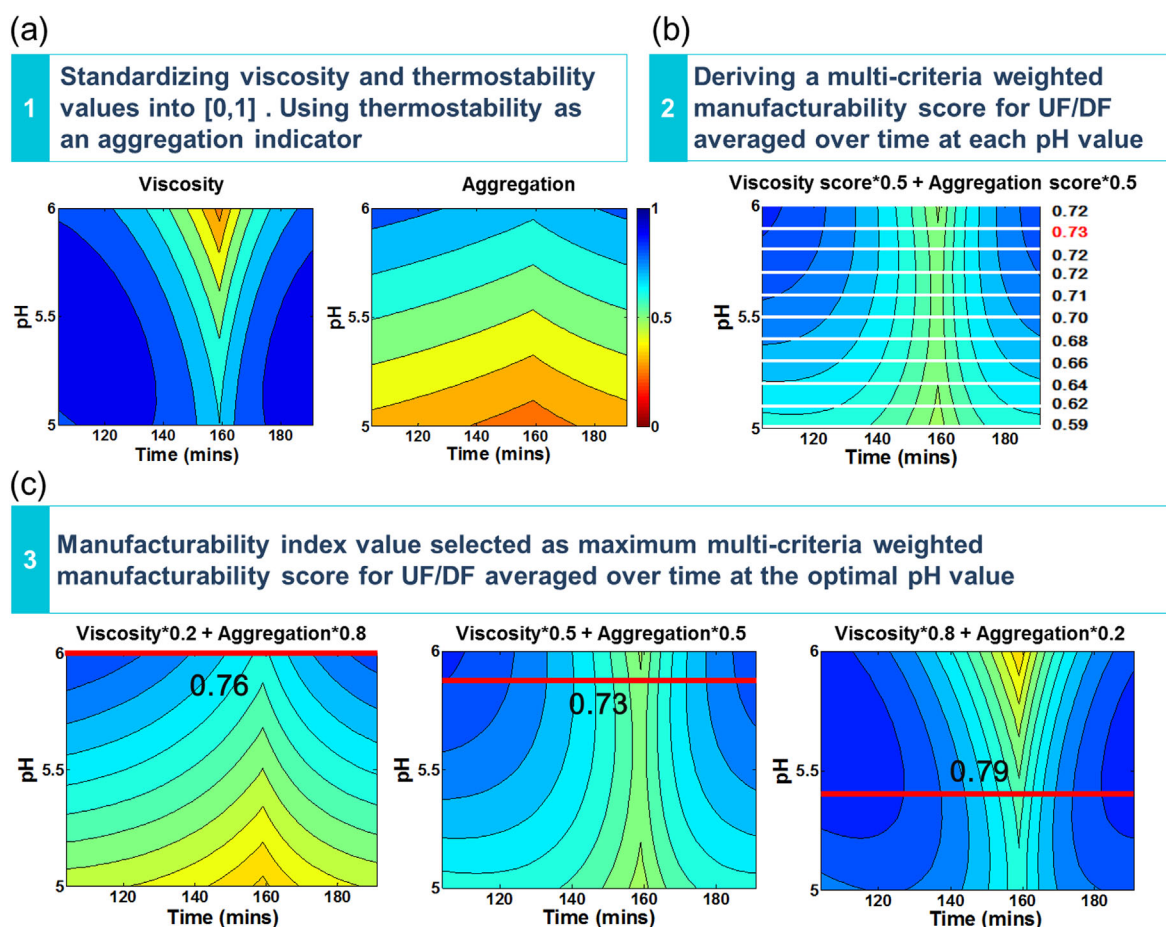 (a)
1
Standardizing viscosity and thermostability
values into [0,1] . Using thermostability as
an aggregation indicator
Viscosity
6
5.5
5
pH
120
140
160
180
Time (mins)
Aggregation
6
5.5
5
pH
120
140
160
180
Time (mins)
1
0.5
0
(b)
2
Deriving a multi-criteria weighted
manufacturability score for UF/DF
averaged over time at each pH value
Viscosity score*0.5 + Aggregation score*0.5
6
5.5
5
pH
0.72
0.73
0.72
0.72
0.71
0.70
0.68
0.66
0.64
0.62
0.59
120
140
160
180
Time (mins)
(c)
3
Manufacturability index value selected as maximum multi-criteria weighted
manufacturability score for UF/DF averaged over time at the optimal pH value
Viscosity*0.2 + Aggregation*0.8
6
5.5
5
pH
0.76
120
140
160
180
Time (mins)
Viscosity*0.5 + Aggregation*0.5
6
5.5
5
pH
0.73
120
140
160
180
Time (mins)
Viscosity*0.8 + Aggregation*0.2
6
5.5
5
pH
0.79
120
140
160
180
Time (mins)